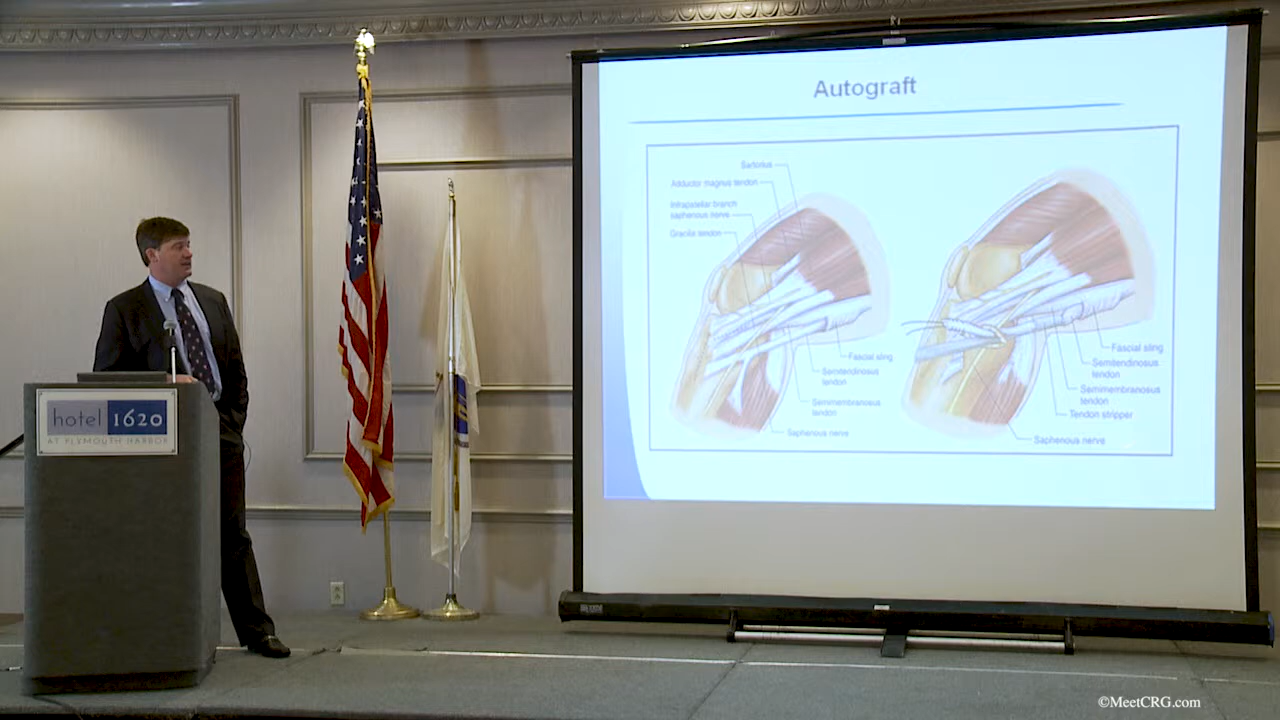 Autograft
Sartorius
Adductor magnus tendon
Infrapatellar branch
saphenous nerve
Gracilis tendon
Fascial sling
Semitendinosus
tendon
Semimembranosus
tendon
Saphenous nerve
Fascial sling
Semitendinosus
tendon
Semimembranosus
tendon
Tendon stripper
Saphenous nerve
hotel 1620
AT PLYMOUTH HARBOR
©MeetCRG.com